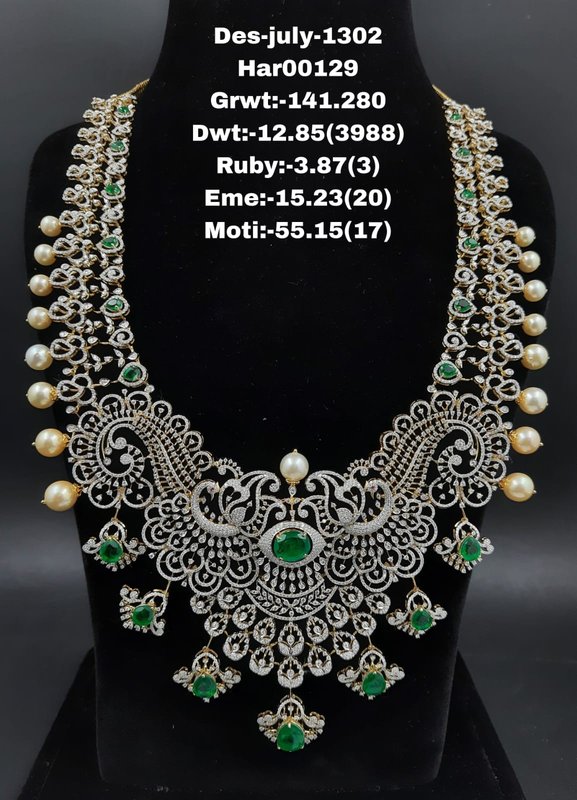 Des-july-1302
Har00129
Grwt:-141.280
Dwt:-12.85(3988)
Ruby:-3.87(3)
Eme:-15.23(20)
Moti:-55.15(17)